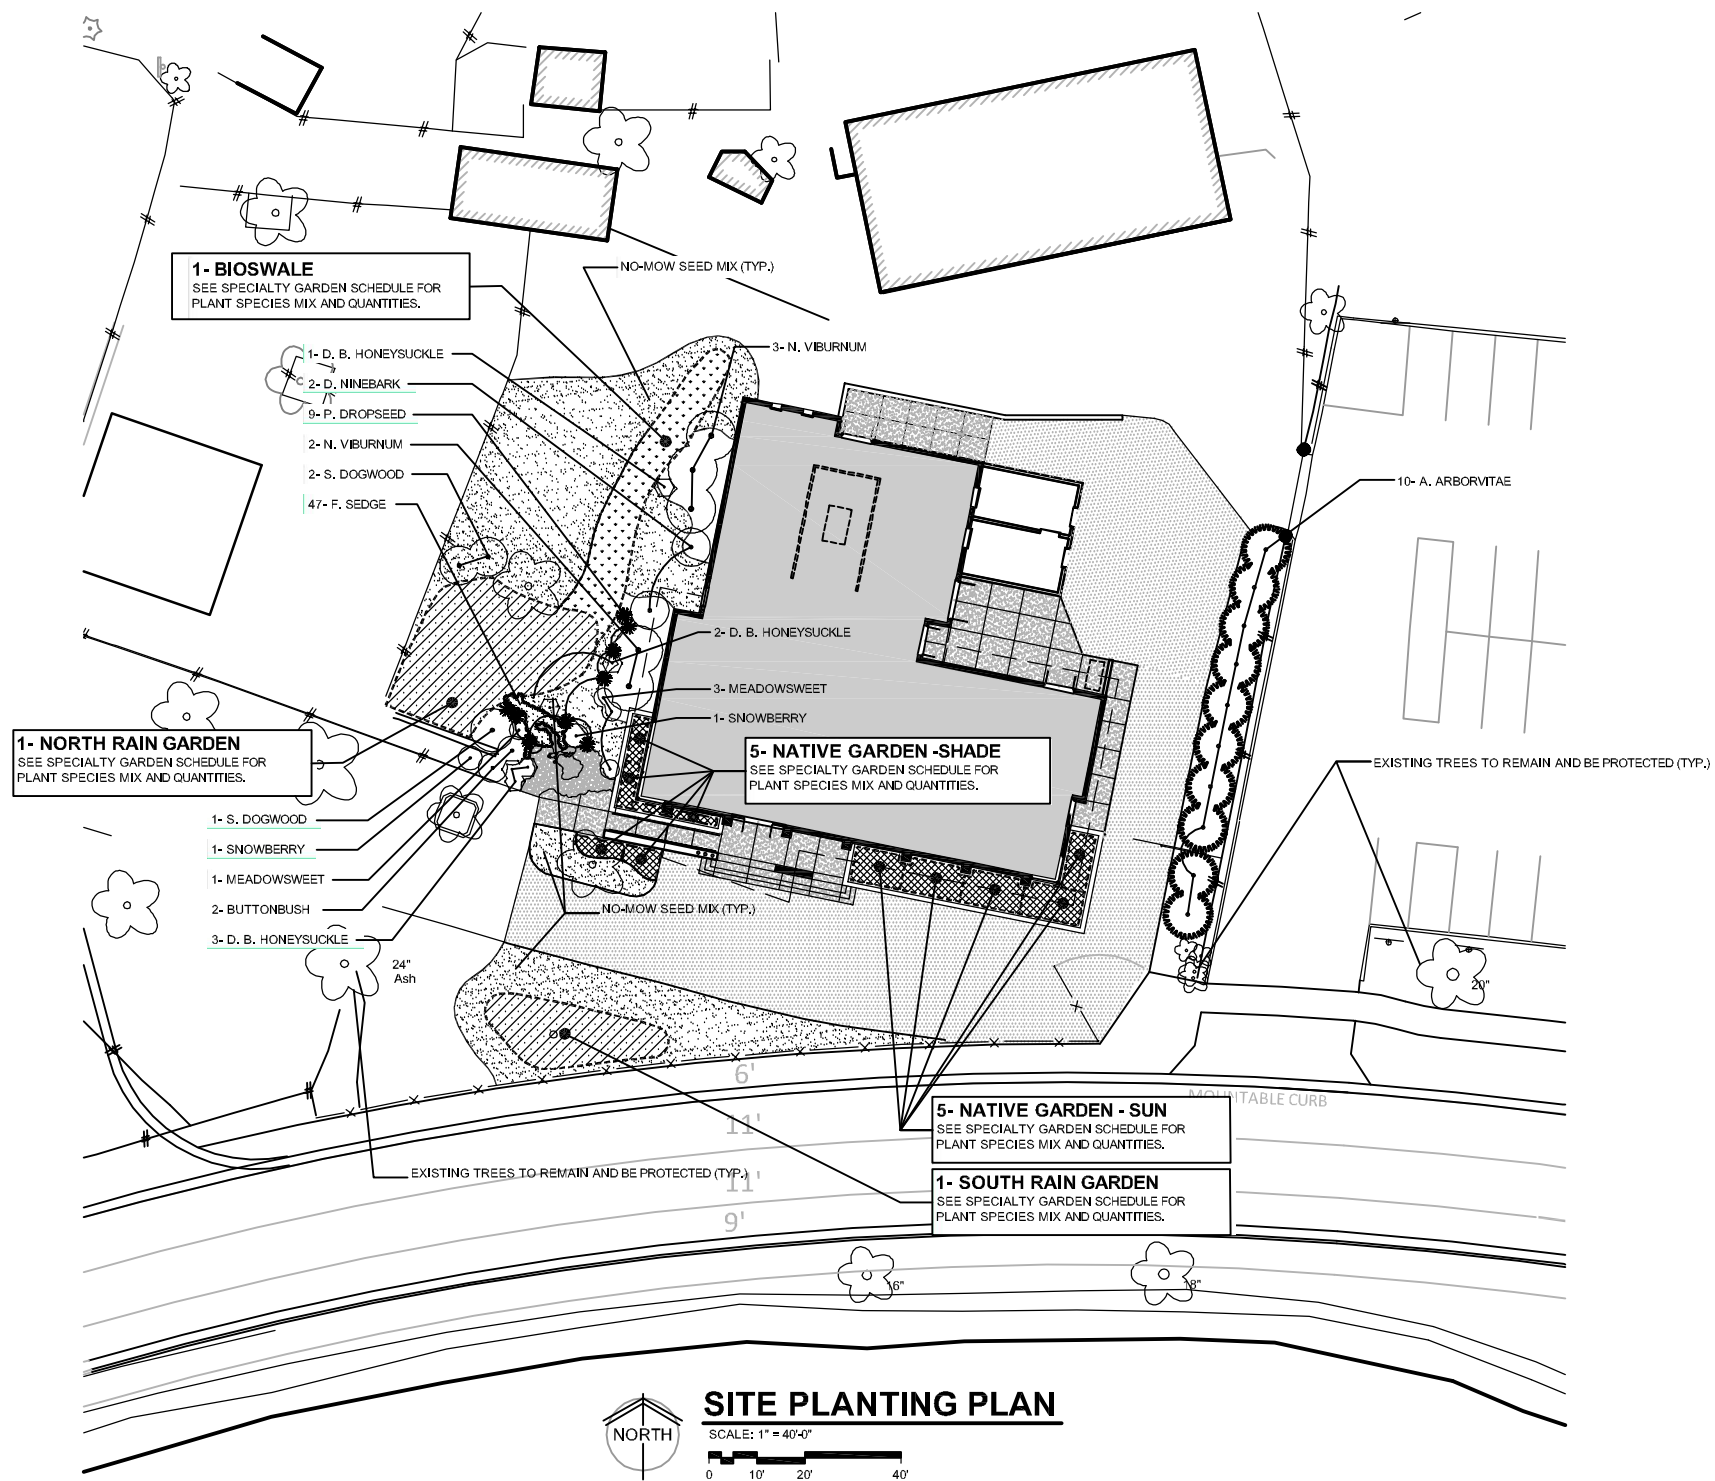 NO-MOW SEED MIX (TYP.)
1- BIOSWALE
SEE SPECIALTY GARDEN SCHEDULE FOR
PLANT SPECIES MIX AND QUANTITIES.
3- N. VIBURNUM
1- D. B. HONEYSUCKLE
2- D. NINEBARK
9- P. DROPSEED
2- N. VIBURNUM
2- S. DOGWOOD
47- F. SEDGE
10- A. ARBORVITAE
2- D. B. HONEYSUCKLE
3- MEADOWSWEET
1- SNOWBERRY
1- NORTH RAIN GARDEN
SEE SPECIALTY GARDEN SCHEDULE FOR
PLANT SPECIES MIX AND QUANTITIES.
5- NATIVE GARDEN -SHADE
SEE SPECIALTY GARDEN SCHEDULE FOR
PLANT SPECIES MIX AND QUANTITIES.
EXISTING TREES TO REMAIN AND BE PROTECTED (TYP.)
1- S. DOGWOOD
1- SNOWBERRY
1- MEADOWSWEET
2- BUTTONBUSH
3- D. B. HONEYSUCKLE
NO-MOW SEED MIX (TYP.)
24"
Ash
20"
6'
11'
11'
9'
MOUNTABLE CURB
5- NATIVE GARDEN - SUN
SEE SPECIALTY GARDEN SCHEDULE FOR
PLANT SPECIES MIX AND QUANTITIES.
EXISTING TREES TO REMAIN AND BE PROTECTED (TYP.)
1- SOUTH RAIN GARDEN
SEE SPECIALTY GARDEN SCHEDULE FOR
PLANT SPECIES MIX AND QUANTITIES.
16"
18"
NORTH
SITE PLANTING PLAN
SCALE: 1" = 40'-0"
0 10' 20' 40'